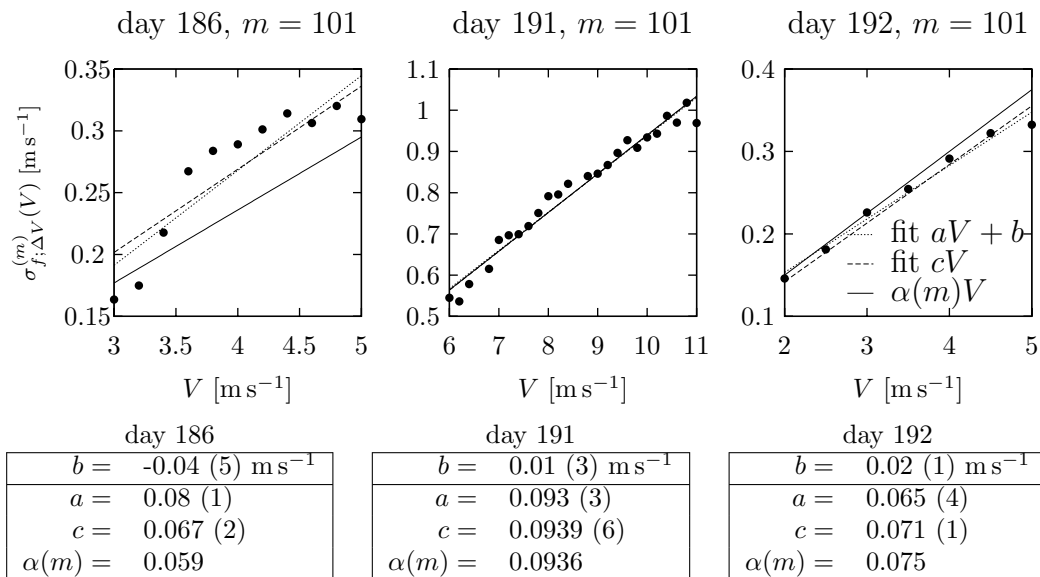 day 186, m = 101
day 191, m = 101
day 192, m = 101
σ_{f;ΔV}^{(m)}(V) [m s⁻¹]
0.35
0.3
0.2
0.15
3
3.5
4
4.5
5
V [m s⁻¹]
1.1
1
0.9
0.8
0.7
0.6
0.5
6
7
8
9
10
11
V [m s⁻¹]
0.4
0.3
0.2
0.1
2
3
4
5
V [m s⁻¹]
fit aV + b
fit cV
α(m)V
day 186
b = -0.04 (5) m s⁻¹
a = 0.08 (1)
c = 0.067 (2)
α(m) = 0.059
day 191
b = 0.01 (3) m s⁻¹
a = 0.093 (3)
c = 0.0939 (6)
α(m) = 0.0936
day 192
b = 0.02 (1) m s⁻¹
a = 0.065 (4)
c = 0.071 (1)
α(m) = 0.075